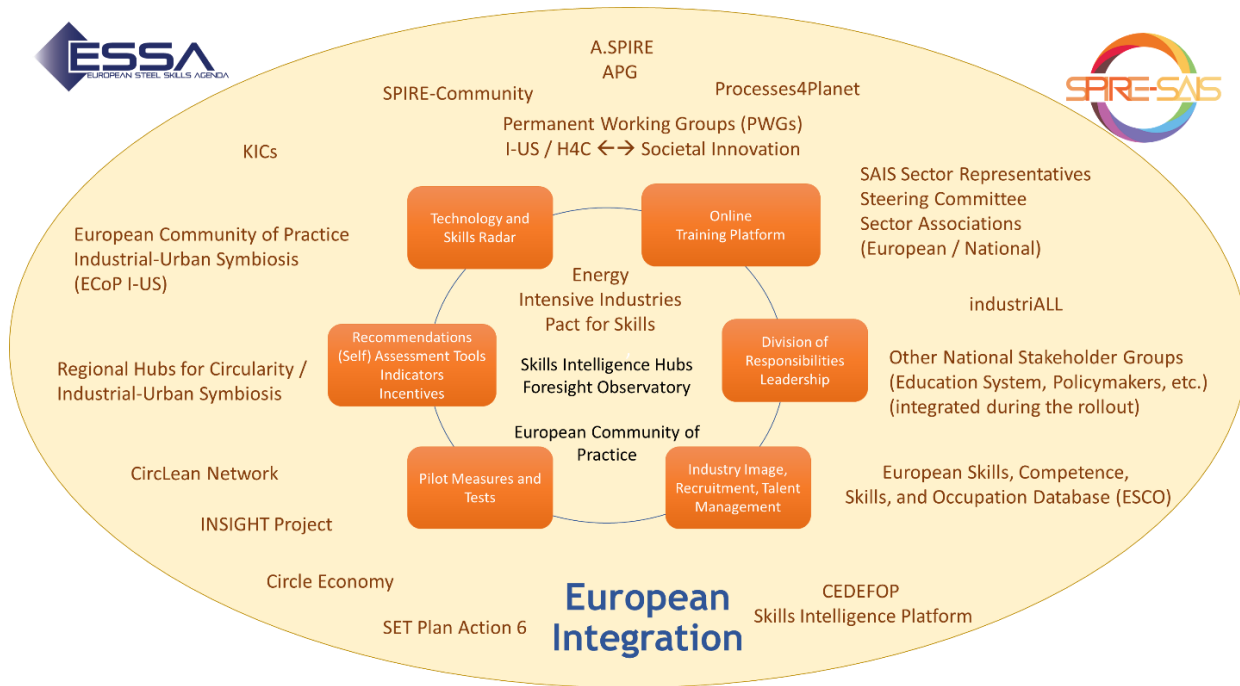 ESSA
EUROPEAN STEEL SKILLS AGENDA
SPIRE-SAIS
A.SPIRE
APG
SPIRE-Community
Processes4Planet
Permanent Working Groups (PWGs)
I-US / H4C ←→ Societal Innovation
KICs
SAIS Sector Representatives
Steering Committee
Sector Associations
(European / National)
Technology and
Skills Radar
Online
Training Platform
European Community of Practice
Industrial-Urban Symbiosis
(ECoP I-US)
Energy
Intensive Industries
Pact for Skills
industriALL
Recommendations
(Self) Assessment Tools
Indicators
Incentives
Skills Intelligence Hubs
Foresight Observatory
Division of
Responsibilities
Leadership
Regional Hubs for Circularity /
Industrial-Urban Symbiosis
Other National Stakeholder Groups
(Education System, Policymakers, etc.)
(integrated during the rollout)
European Community of
Practice
Pilot Measures and
Tests
Industry Image,
Recruitment, Talent
Management
CircLean Network
European Skills, Competence,
Skills, and Occupation Database (ESCO)
INSIGHT Project
Circle Economy
SET Plan Action 6
European
Integration
CEDEFOP
Skills Intelligence Platform